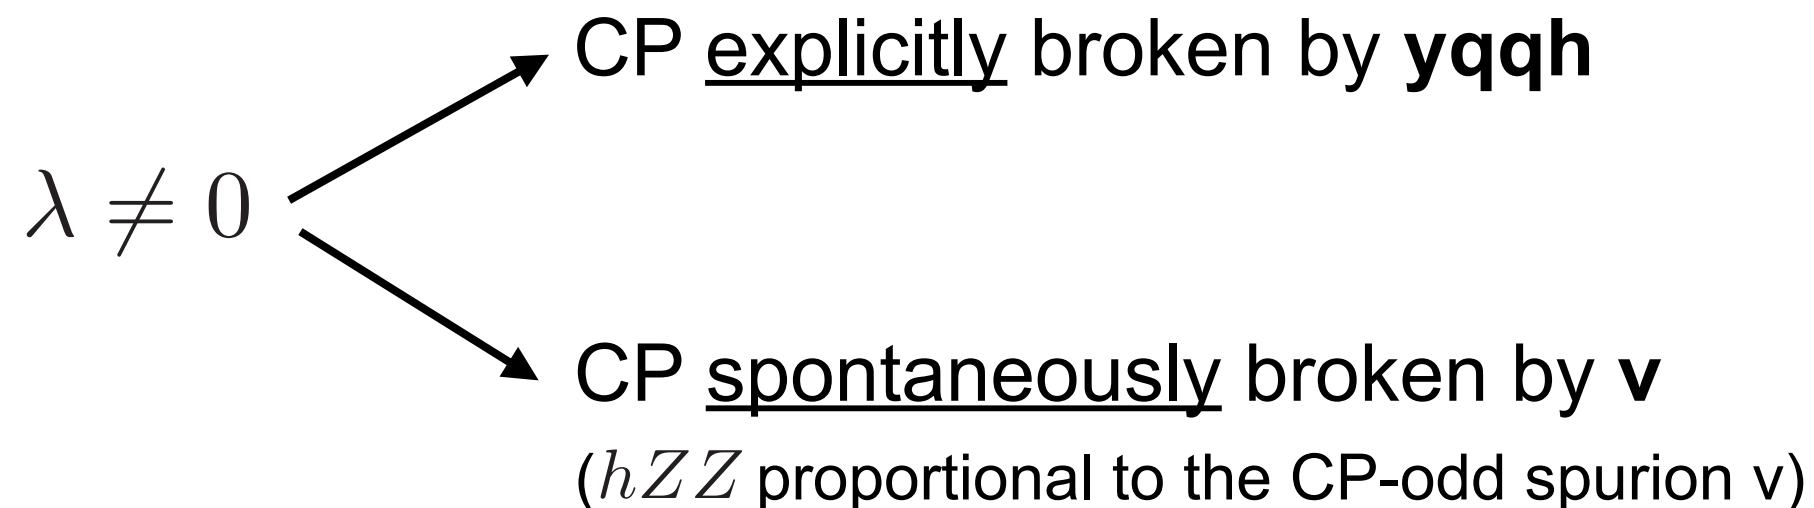 CP explicitly broken by yqqh
λ ≠ 0
CP spontaneously broken by v
(hZZ proportional to the CP-odd spurion v)